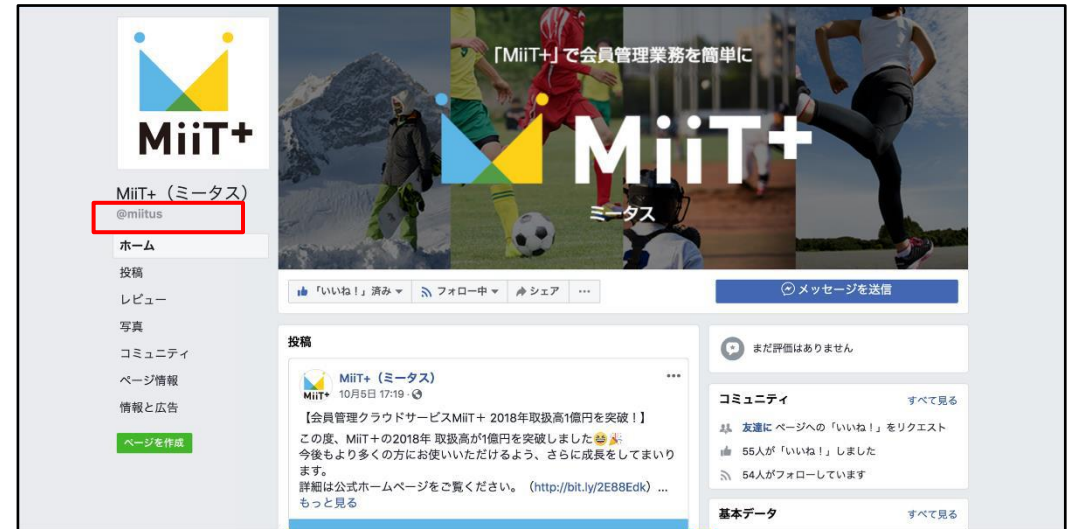 MiiT+
MiiT+（ミータス）
@miitus
ホーム
投稿
レビュー
写真
コミュニティ
ページ情報
情報と広告
ページを作成
「MiiT+」で会員管理業務を簡単に
MiiT+
ミータス
「いいね！」済み
フォロー中
シェア
…
メッセージを送信
投稿
MiiT+
MiiT+（ミータス）
10月5日 17:19 ·
【会員管理クラウドサービスMiiT＋ 2018年取扱高1億円を突破！】
この度、MiiT＋の2018年 取扱高が1億円を突破しました😆🎉
今後もより多くの方にお使いいただけるよう、さらに成長をしてまいり
ます。
詳細は公式ホームページをご覧ください。（http://bit.ly/2E88Edk）...
もっと見る
まだ評価はありません
コミュニティ すべて見る
友達に ページへの「いいね！」をリクエスト
55人が「いいね！」しました
54人がフォローしています
基本データ すべて見る